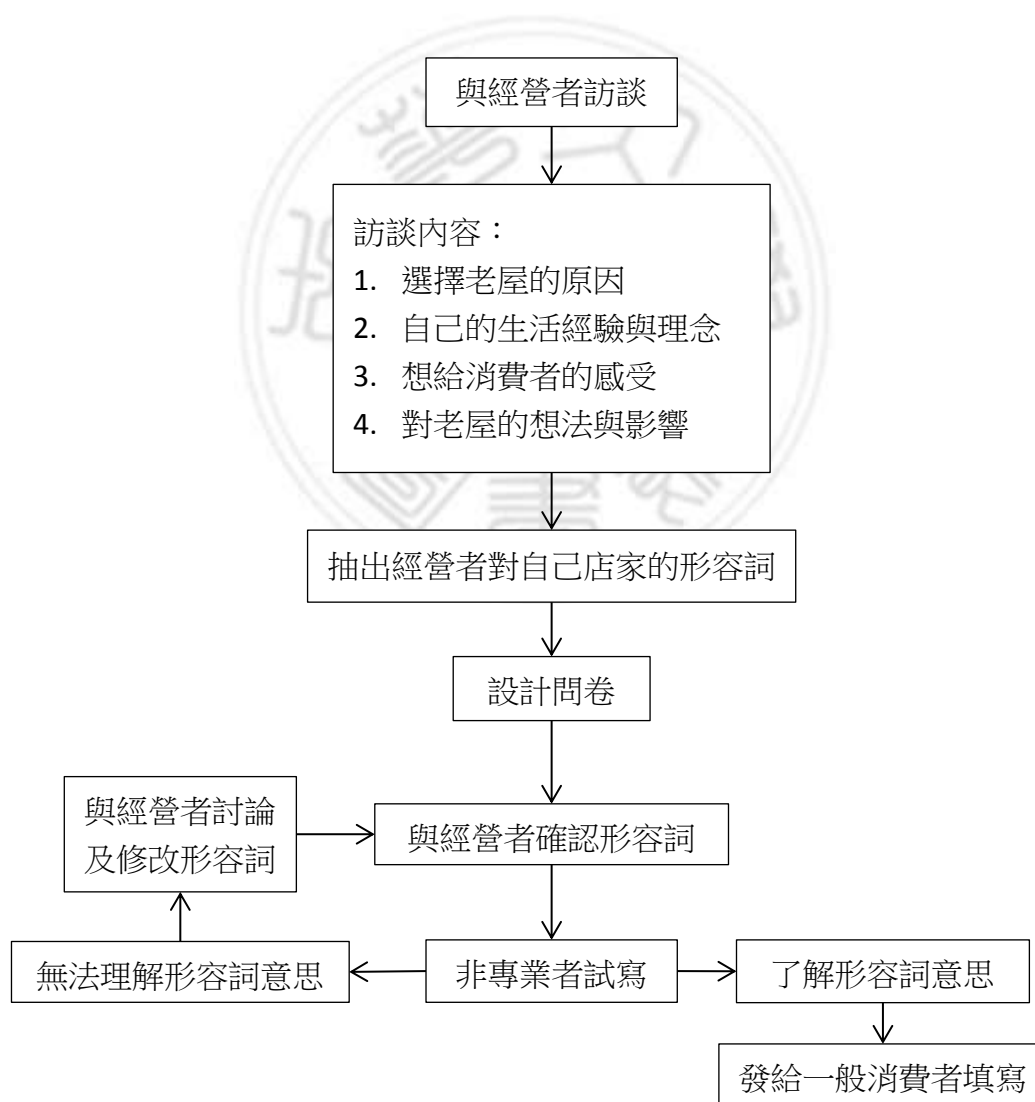 與經營者訪談
訪談內容：
1. 選擇老屋的原因
2. 自己的生活經驗與理念
3. 想給消費者的感受
4. 對老屋的想法與影響
抽出經營者對自己店家的形容詞
設計問卷
與經營者討論
及修改形容詞
與經營者確認形容詞
無法理解形容詞意思
非專業者試寫
了解形容詞意思
發給一般消費者填寫